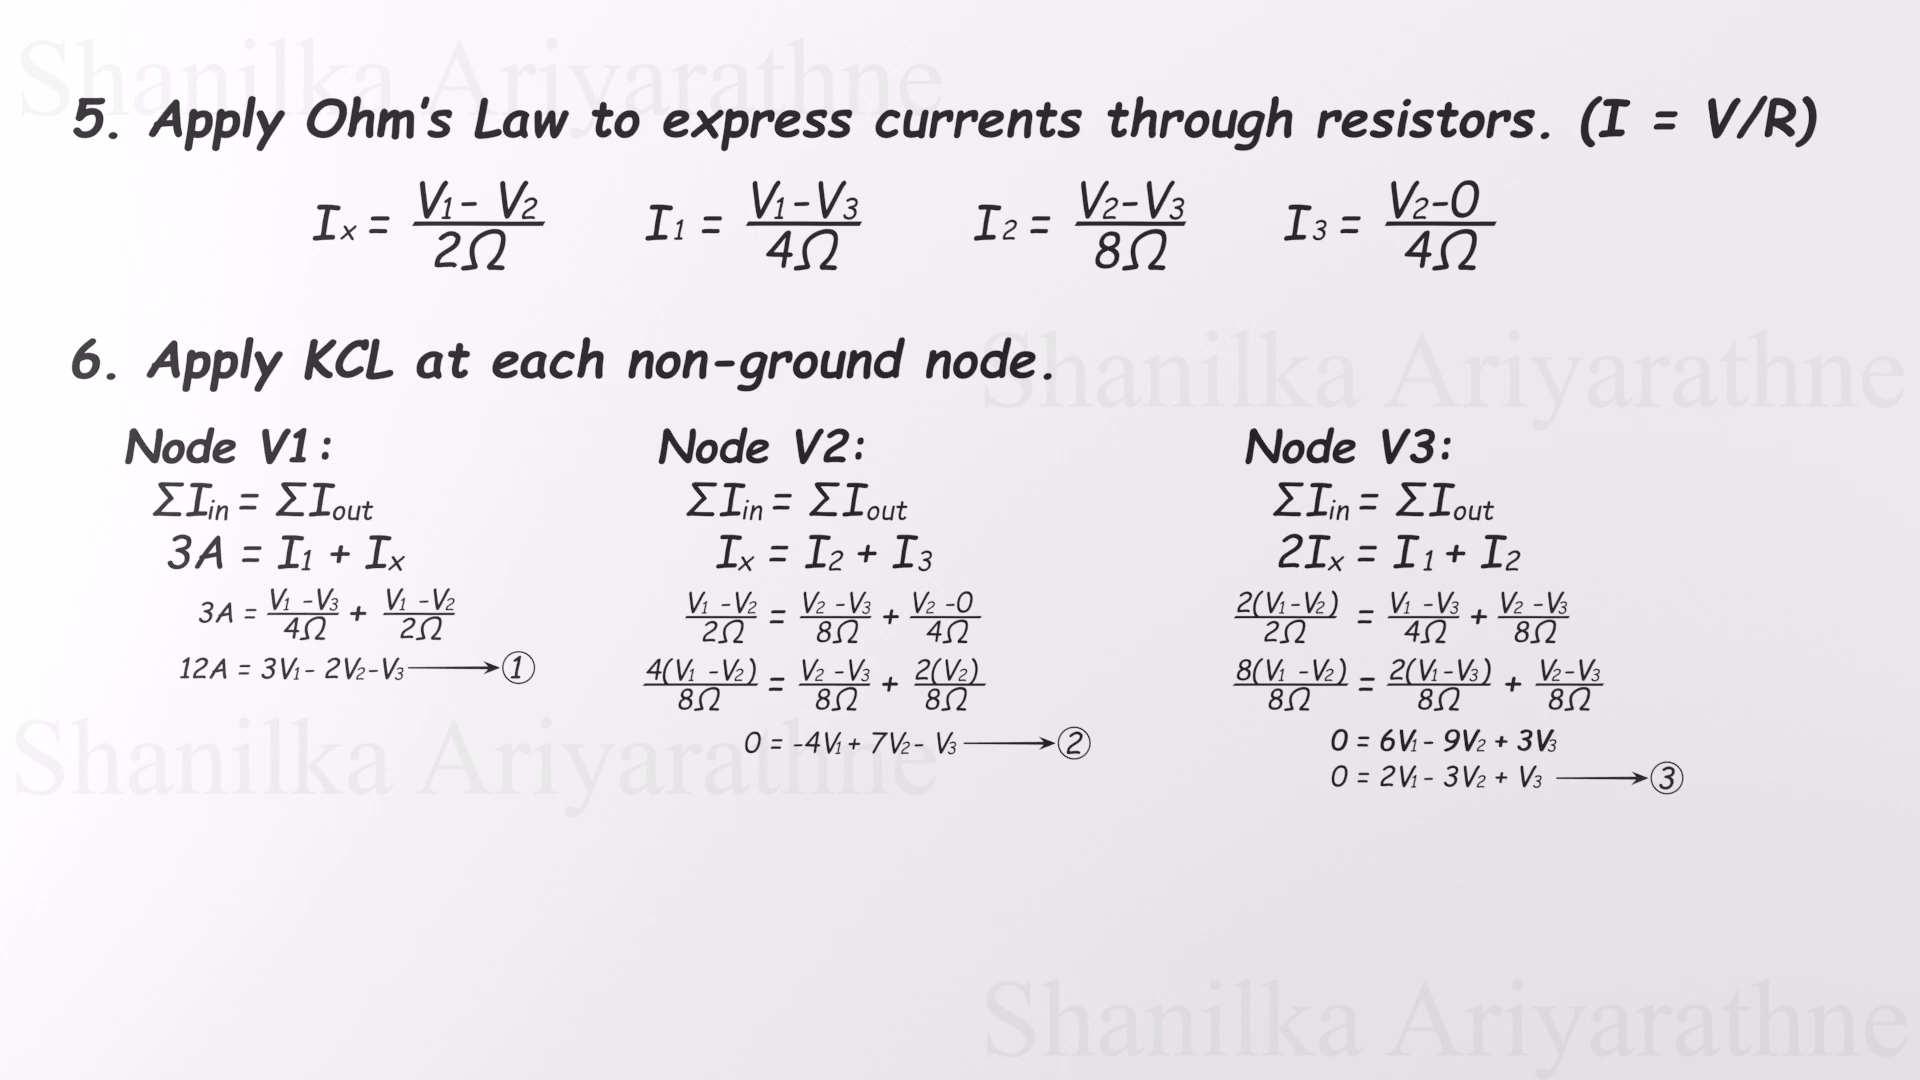 Shanilka Ariyarathne
5. Apply Ohm's Law to express currents through resistors. (I = V/R)
Ix = V1 - V2 / 2Ω
I1 = V1-V3 / 4Ω
I2 = V2-V3 / 8Ω
I3 = V2-0 / 4Ω
Shanilka Ariyarathne
6. Apply KCL at each non-ground node.
Node V1:
ΣIin = ΣIout
3A = I1 + Ix
3A = V1 -V3 / 4Ω + V1 -V2 / 2Ω
12A = 3V1 - 2V2 -V3 → ①
Node V2:
ΣIin = ΣIout
Ix = I2 + I3
V1 -V2 / 2Ω = V2 -V3 / 8Ω + V2 -0 / 4Ω
4(V1 -V2) / 8Ω = V2 -V3 / 8Ω + 2(V2) / 8Ω
0 = -4V1 + 7V2 - V3 → ②
Node V3:
ΣIin = ΣIout
2Ix = I1 + I2
2(V1-V2) / 2Ω = V1 -V3 / 4Ω + V2 -V3 / 8Ω
8(V1 -V2) / 8Ω = 2(V1-V3) / 8Ω + V2-V3 / 8Ω
0 = 6V1 - 9V2 + 3V3
0 = 2V1 - 3V2 + V3 → ③
Shanilka Ariyarathne
Shanilka Ariyarathne